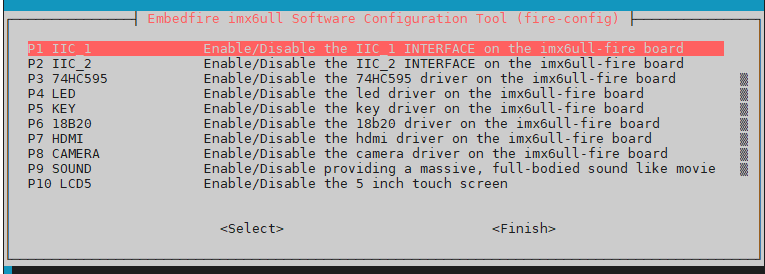 Embedfire imx6ull Software Configuration Tool (fire-config)
P1 IIC_1 Enable/Disable the IIC_1 INTERFACE on the imx6ull-fire board
P2 IIC_2 Enable/Disable the IIC_2 INTERFACE on the imx6ull-fire board
P3 74HC595 Enable/Disable the 74HC595 driver on the imx6ull-fire board
P4 LED Enable/Disable the led driver on the imx6ull-fire board
P5 KEY Enable/Disable the key driver on the imx6ull-fire board
P6 18B20 Enable/Disable the 18b20 driver on the imx6ull-fire board
P7 HDMI Enable/Disable the hdmi driver on the imx6ull-fire board
P8 CAMERA Enable/Disable the camera driver on the imx6ull-fire board
P9 SOUND Enable/Disable providing a massive, full-bodied sound like movie
P10 LCD5 Enable/Disable the 5 inch touch screen
<Select> <Finish>